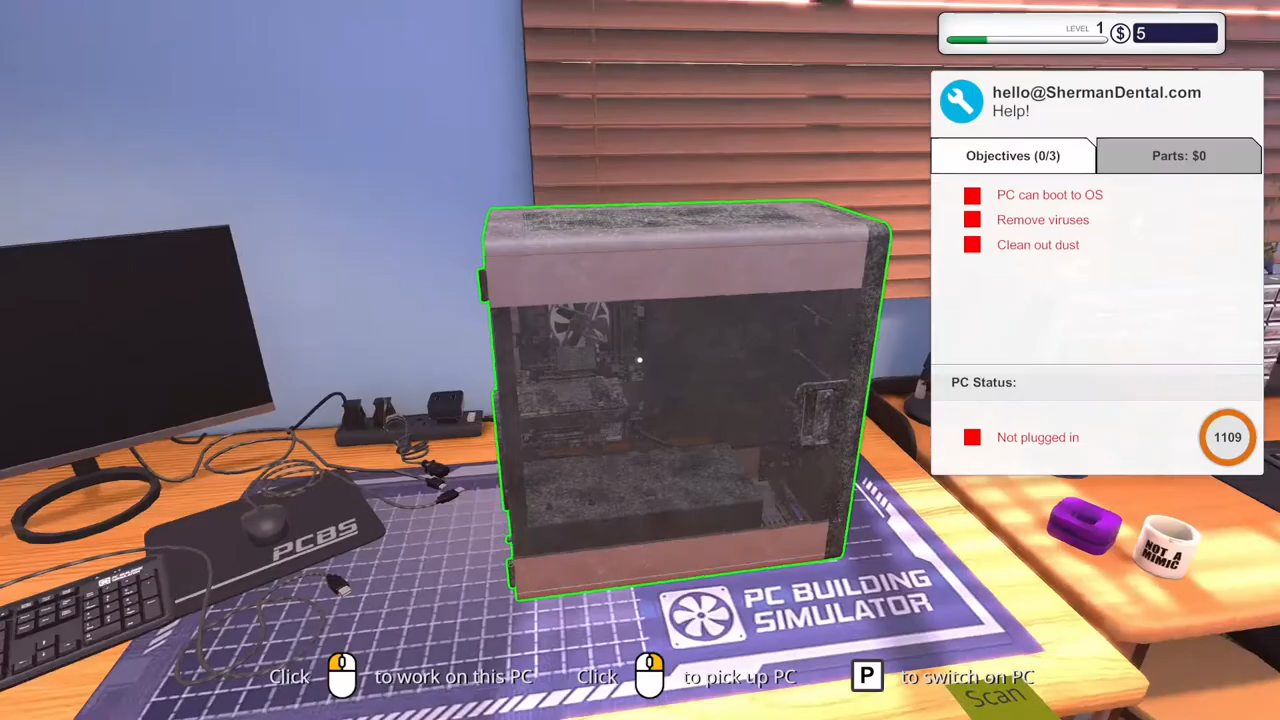 LEVEL 1 $ 5
hello@ShermanDental.com
Help!
Objectives (0/3) Parts: $0
PC can boot to OS
Remove viruses
Clean out dust
PC Status:
Not plugged in 1109
PCBS
NOT A
MIMIC
PC BUILDING
SIMULATOR
Click to work on this PC Click to pick up PC P to switch on PC
Scan